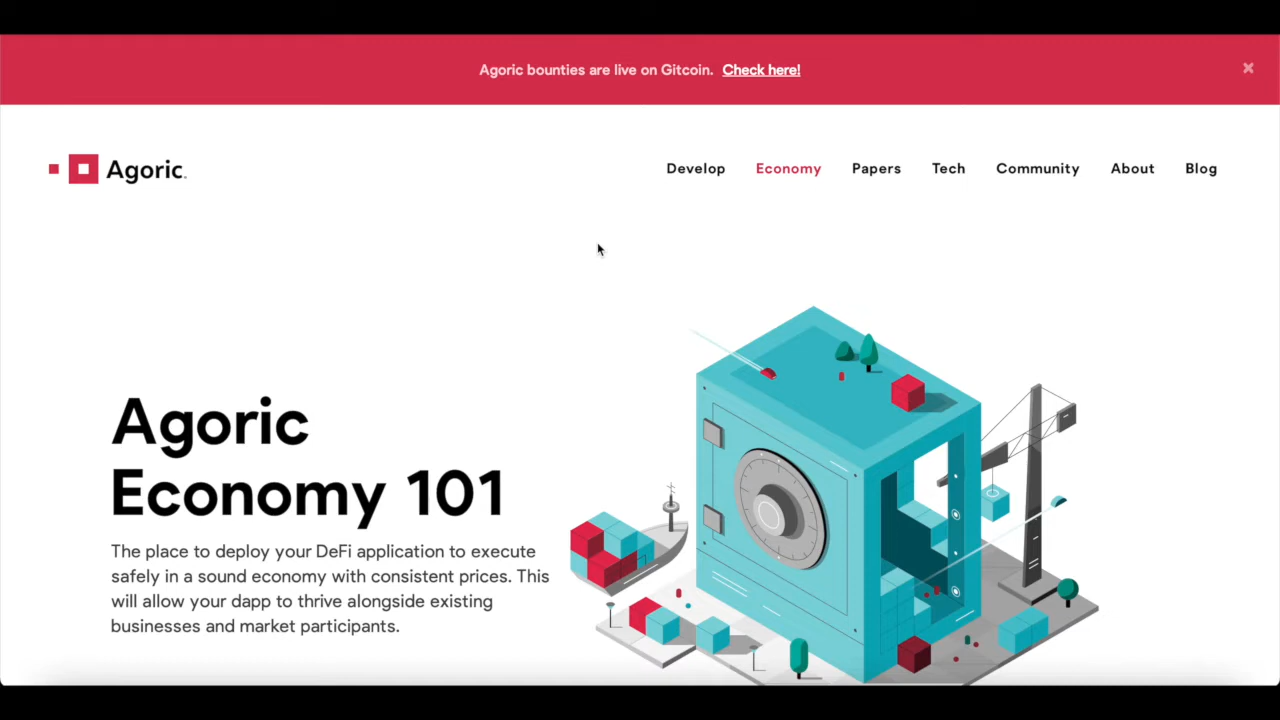 Agoric bounties are live on Gitcoin. Check here!
Agoric.
Develop Economy Papers Tech Community About Blog
Agoric
Economy 101
The place to deploy your DeFi application to execute
safely in a sound economy with consistent prices. This
will allow your dapp to thrive alongside existing
businesses and market participants.